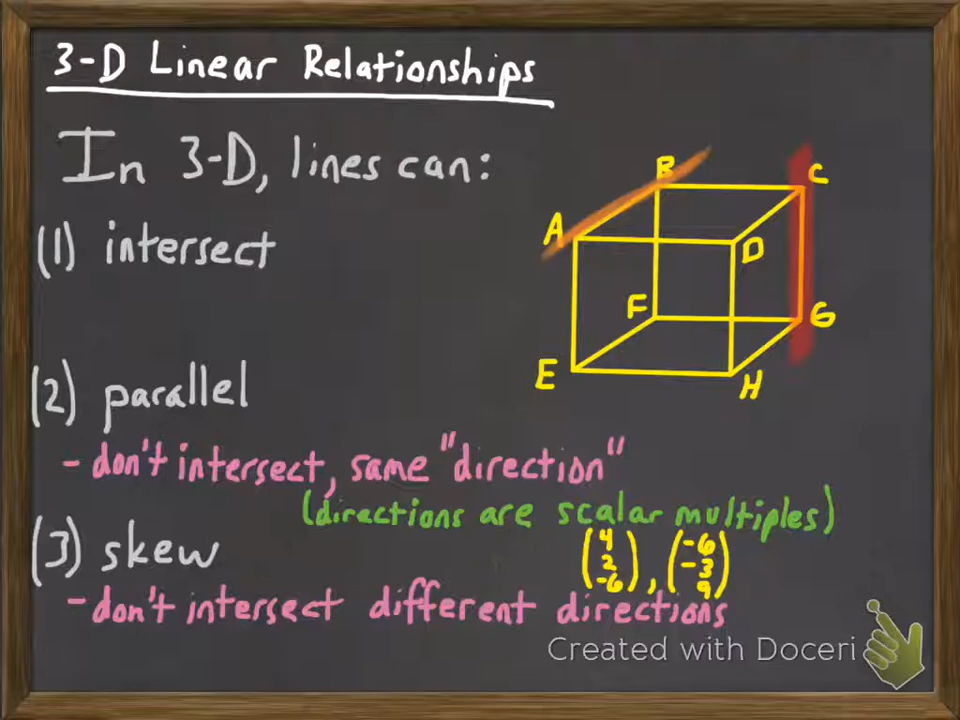 3-D Linear Relationships
In 3-D, lines can:
(1) intersect
(2) parallel
- don't intersect, same "direction"
(directions are scalar multiples)
(3) skew
(4 2 -6), (-6 -3 9)
- don't intersect different directions
A
B
C
D
E
F
G
H
Created with Doceri